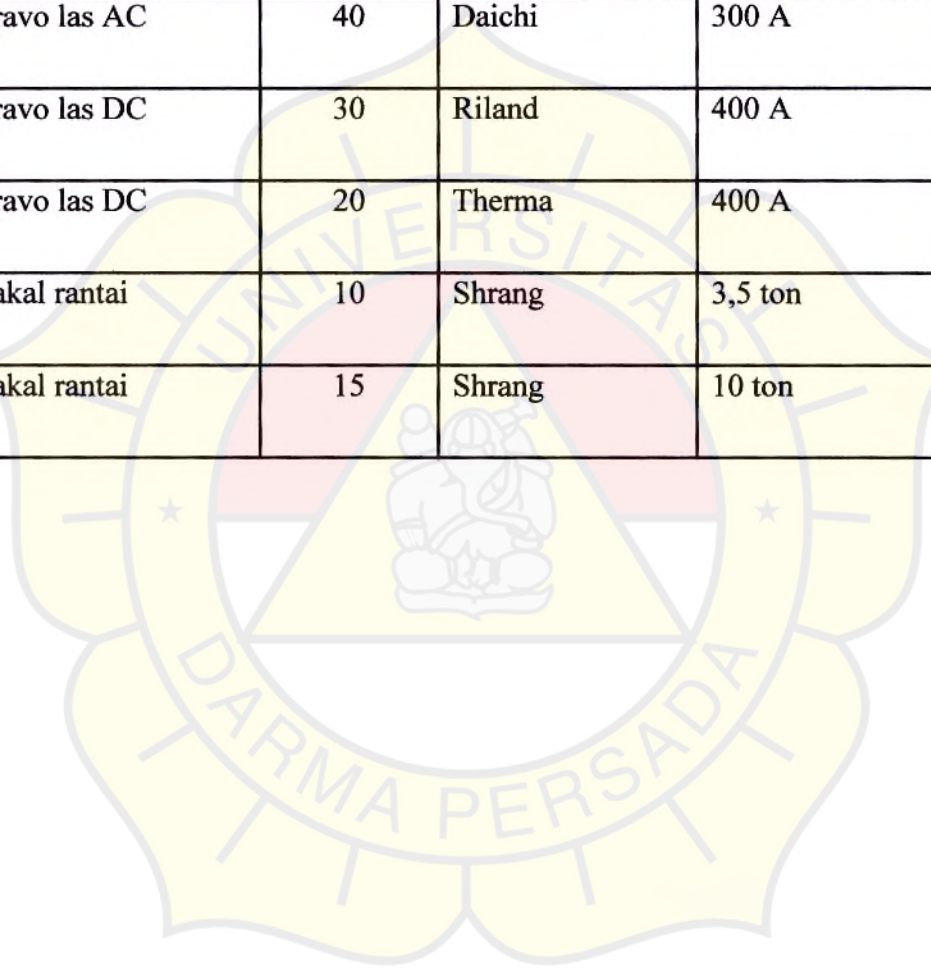 ravo las AC 40 Daichi 300 A
ravo las DC 30 Riland 400 A
ravo las DC 20 Therma 400 A
akal rantai 10 Shrang 3,5 ton
akal rantai 15 Shrang 10 ton
UNIVERSITAS
DARMA PERSADA